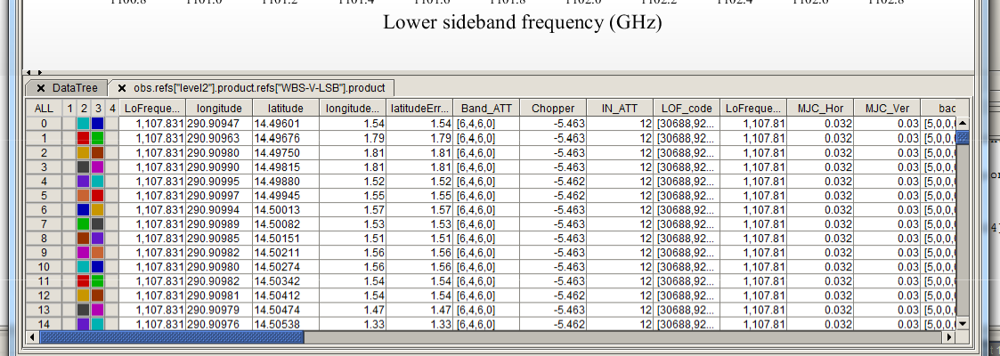 1101.0 1101.2 1101.4 1101.6 1101.8 1102.0 1102.2 1102.4 1102.6 1102.8
Lower sideband frequency (GHz)
DataTree obs.refs["level2"].product.refs["WBS-V-LSB"].product
ALL 1 2 3 4 LoFreque... longitude latitude longitude... latitudeErr... Band_ATT Chopper IN_ATT LOF_code LoFreque... MJC_Hor MJC_Ver bac
0 1,107.831 290.90947 14.49601 1.54 1.54 [6,4,6,0] -5.463 12 [30688,92... 1,107.81 0.032 0.03 [5,0,0,
1 1,107.831 290.90963 14.49676 1.79 1.79 [6,4,6,0] -5.463 12 [30688,92... 1,107.81 0.032 0.03 [5,0,0,
2 1,107.831 290.90980 14.49750 1.81 1.81 [6,4,6,0] -5.463 12 [30688,92... 1,107.81 0.032 0.03 [5,0,0,
3 1,107.831 290.90990 14.49815 1.81 1.81 [6,4,6,0] -5.463 12 [30688,92... 1,107.81 0.032 0.03 [5,0,0,
4 1,107.831 290.90995 14.49880 1.52 1.52 [6,4,6,0] -5.462 12 [30688,92... 1,107.81 0.032 0.03 [5,0,0,
5 1,107.831 290.90997 14.49945 1.55 1.55 [6,4,6,0] -5.462 12 [30688,92... 1,107.81 0.032 0.03 [5,0,0,
6 1,107.831 290.90994 14.50013 1.57 1.57 [6,4,6,0] -5.463 12 [30688,92... 1,107.81 0.032 0.03 [5,0,0,
7 1,107.831 290.90989 14.50082 1.53 1.53 [6,4,6,0] -5.463 12 [30688,92... 1,107.81 0.032 0.03 [5,0,0,
8 1,107.831 290.90985 14.50151 1.51 1.51 [6,4,6,0] -5.463 12 [30688,92... 1,107.81 0.032 0.03 [5,0,0,
9 1,107.831 290.90982 14.50211 1.56 1.56 [6,4,6,0] -5.463 12 [30688,92... 1,107.81 0.032 0.03 [5,0,0,
10 1,107.831 290.90980 14.50274 1.56 1.56 [6,4,6,0] -5.463 12 [30688,92... 1,107.81 0.032 0.03 [5,0,0,
11 1,107.831 290.90982 14.50342 1.54 1.54 [6,4,6,0] -5.463 12 [30688,92... 1,107.81 0.032 0.03 [5,0,0,
12 1,107.831 290.90981 14.50412 1.54 1.54 [6,4,6,0] -5.462 12 [30688,92... 1,107.81 0.032 0.03 [5,0,0,
13 1,107.831 290.90979 14.50474 1.47 1.47 [6,4,6,0] -5.463 12 [30688,92... 1,107.81 0.032 0.03 [5,0,0,
14 1,107.831 290.90976 14.50538 1.33 1.33 [6,4,6,0] -5.462 12 [30688,92... 1,107.81 0.032 0.03 [5,0,0,